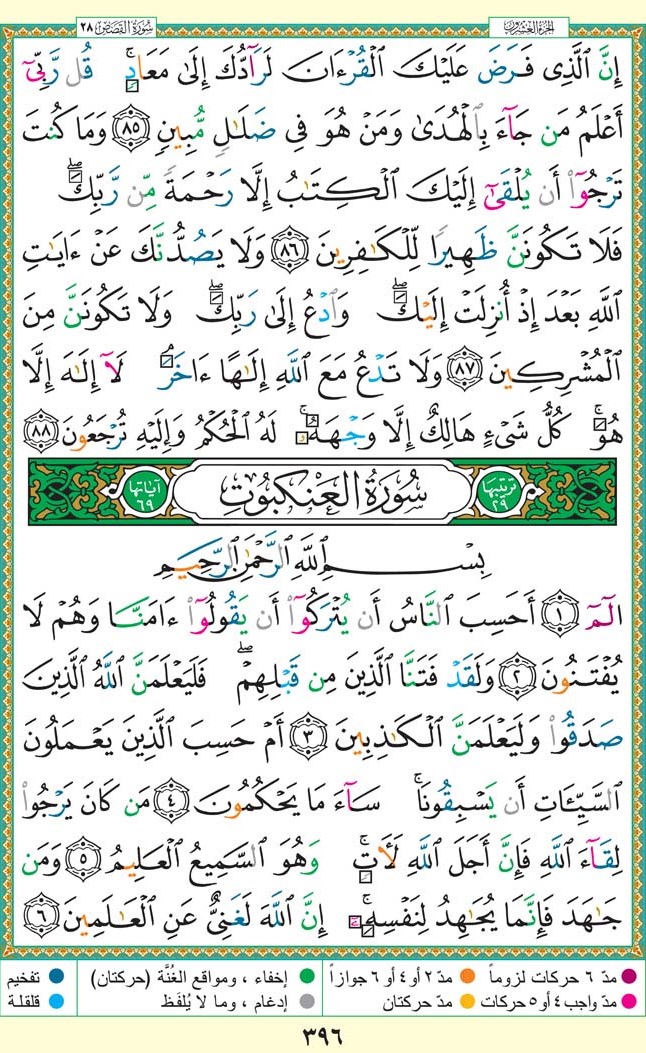 الجزء العشرون سورة القصص ٢٨
إِنَّ ٱلَّذِى فَرَضَ عَلَيْكَ ٱلْقُرْءَانَ لَرَآدُّكَ إِلَىٰ مَعَادٍ ۚ قُل رَّبِّىٓ
أَعْلَمُ مَن جَآءَ بِٱلْهُدَىٰ وَمَنْ هُوَ فِى ضَلَٰلٍ مُّبِينٍ ٨٥ وَمَا كُنتَ
تَرْجُوٓا۟ أَن يُلْقَىٰٓ إِلَيْكَ ٱلْكِتَٰبُ إِلَّا رَحْمَةً مِّن رَّبِّكَ ۖ
فَلَا تَكُونَنَّ ظَهِيرًا لِّلْكَٰفِرِينَ ٨٦ وَلَا يَصُدُّنَّكَ عَنْ ءَايَٰتِ
ٱللَّهِ بَعْدَ إِذْ أُنزِلَتْ إِلَيْكَ ۖ وَٱدْعُ إِلَىٰ رَبِّكَ ۖ وَلَا تَكُونَنَّ مِنَ
ٱلْمُشْرِكِينَ ٨٧ وَلَا تَدْعُ مَعَ ٱللَّهِ إِلَٰهًا ءَاخَرَ ۘ لَآ إِلَٰهَ إِلَّا
هُوَ ۚ كُلُّ شَىْءٍ هَالِكٌ إِلَّا وَجْهَهُۥ ۚ لَهُ ٱلْحُكْمُ وَإِلَيْهِ تُرْجَعُونَ ٨٨
ترتيبها ٢٩ سُورَةُ الْعَنْكَبُوتِ آياتها ٦٩
بِسْمِ ٱللَّهِ ٱلرَّحْمَٰنِ ٱلرَّحِيمِ
الٓمٓ ١ أَحَسِبَ ٱلنَّاسُ أَن يُتْرَكُوٓا۟ أَن يَقُولُوٓا۟ ءَامَنَّا وَهُمْ لَا
يُفْتَنُونَ ٢ وَلَقَدْ فَتَنَّا ٱلَّذِينَ مِن قَبْلِهِمْ ۖ فَلَيَعْلَمَنَّ ٱللَّهُ ٱلَّذِينَ
صَدَقُوا۟ وَلَيَعْلَمَنَّ ٱلْكَٰذِبِينَ ٣ أَمْ حَسِبَ ٱلَّذِينَ يَعْمَلُونَ
ٱلسَّيِّـَٔاتِ أَن يَسْبِقُونَا ۚ سَآءَ مَا يَحْكُمُونَ ٤ مَن كَانَ يَرْجُوا۟
لِقَآءَ ٱللَّهِ فَإِنَّ أَجَلَ ٱللَّهِ لَءَاتٍ ۚ وَهُوَ ٱلسَّمِيعُ ٱلْعَلِيمُ ٥ وَمَن
جَٰهَدَ فَإِنَّمَا يُجَٰهِدُ لِنَفْسِهِۦٓ ۚ إِنَّ ٱللَّهَ لَغَنِىٌّ عَنِ ٱلْعَٰلَمِينَ ٦
مدّ ٦ حركات لزوماً مدّ ٢ أو ٤ أو ٦ جوازاً إخفاء ، ومواقع الغُنَّة (حركتان) تفخيم
مدّ واجب ٤ أو ٥ حركات مدّ حركتان إدغام ، وما لا يُلفَظ قلقلة
٣٩٦